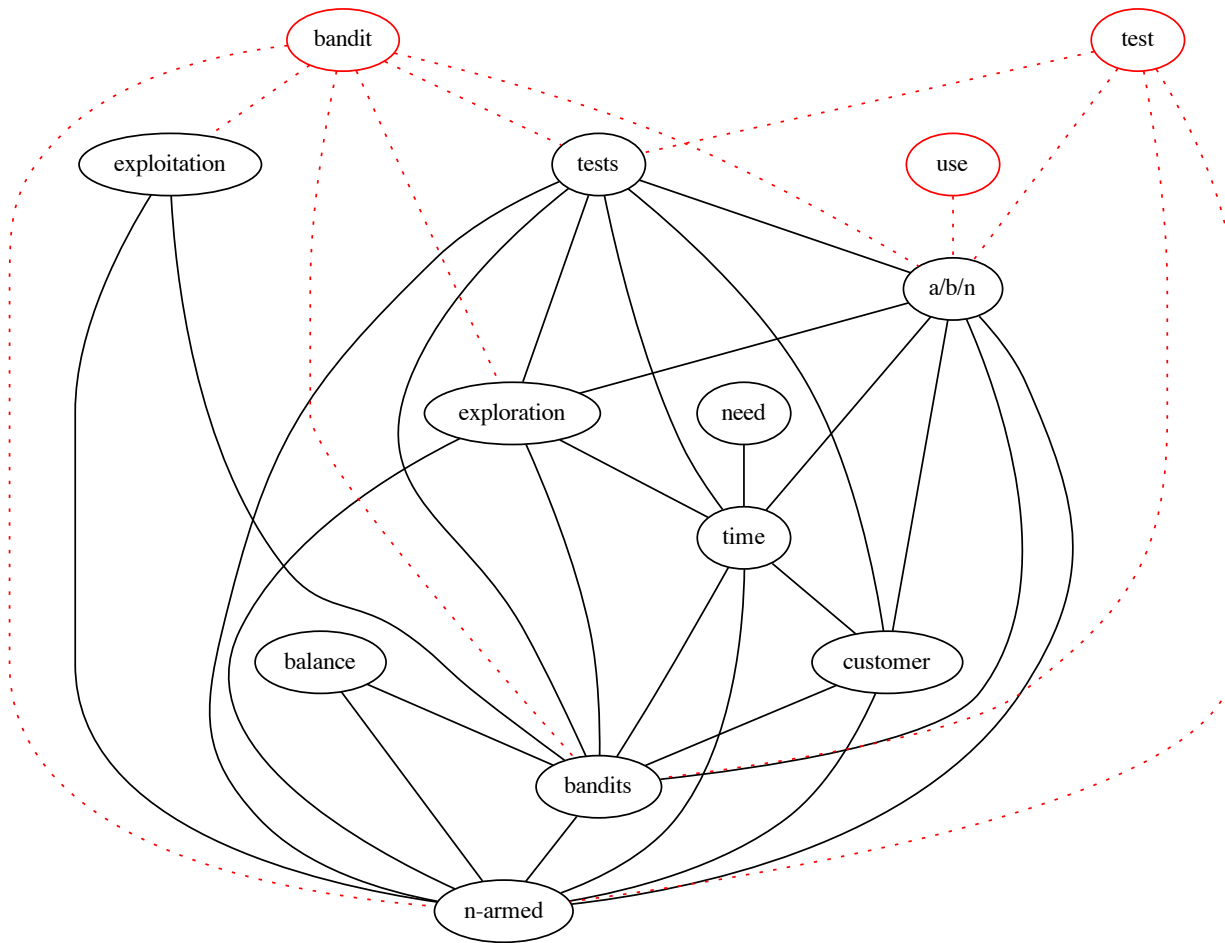 bandit
test
exploitation
tests
use
a/b/n
exploration
need
time
balance
customer
bandits
n-armed